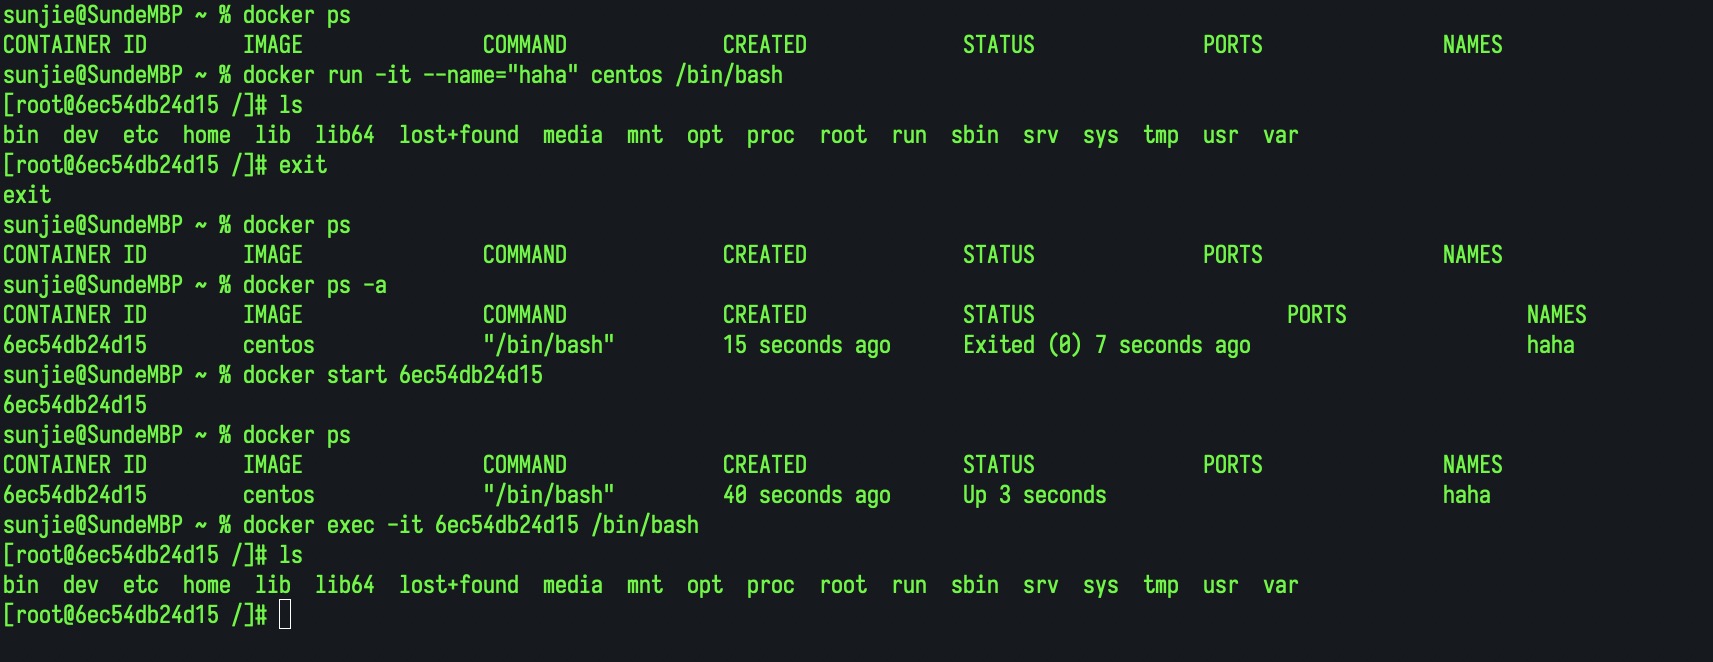 sunjie@SundeMBP ~ % docker ps
CONTAINER ID        IMAGE               COMMAND             CREATED             STATUS              PORTS               NAMES
sunjie@SundeMBP ~ % docker run -it --name="haha" centos /bin/bash
[root@6ec54db24d15 /]# ls
bin  dev  etc  home  lib  lib64  lost+found  media  mnt  opt  proc  root  run  sbin  srv  sys  tmp  usr  var
[root@6ec54db24d15 /]# exit
exit
sunjie@SundeMBP ~ % docker ps
CONTAINER ID        IMAGE               COMMAND             CREATED             STATUS              PORTS               NAMES
sunjie@SundeMBP ~ % docker ps -a
CONTAINER ID        IMAGE               COMMAND             CREATED             STATUS                     PORTS               NAMES
6ec54db24d15        centos              "/bin/bash"         15 seconds ago      Exited (0) 7 seconds ago                       haha
sunjie@SundeMBP ~ % docker start 6ec54db24d15
6ec54db24d15
sunjie@SundeMBP ~ % docker ps
CONTAINER ID        IMAGE               COMMAND             CREATED             STATUS              PORTS               NAMES
6ec54db24d15        centos              "/bin/bash"         40 seconds ago      Up 3 seconds                            haha
sunjie@SundeMBP ~ % docker exec -it 6ec54db24d15 /bin/bash
[root@6ec54db24d15 /]# ls
bin  dev  etc  home  lib  lib64  lost+found  media  mnt  opt  proc  root  run  sbin  srv  sys  tmp  usr  var
[root@6ec54db24d15 /]#